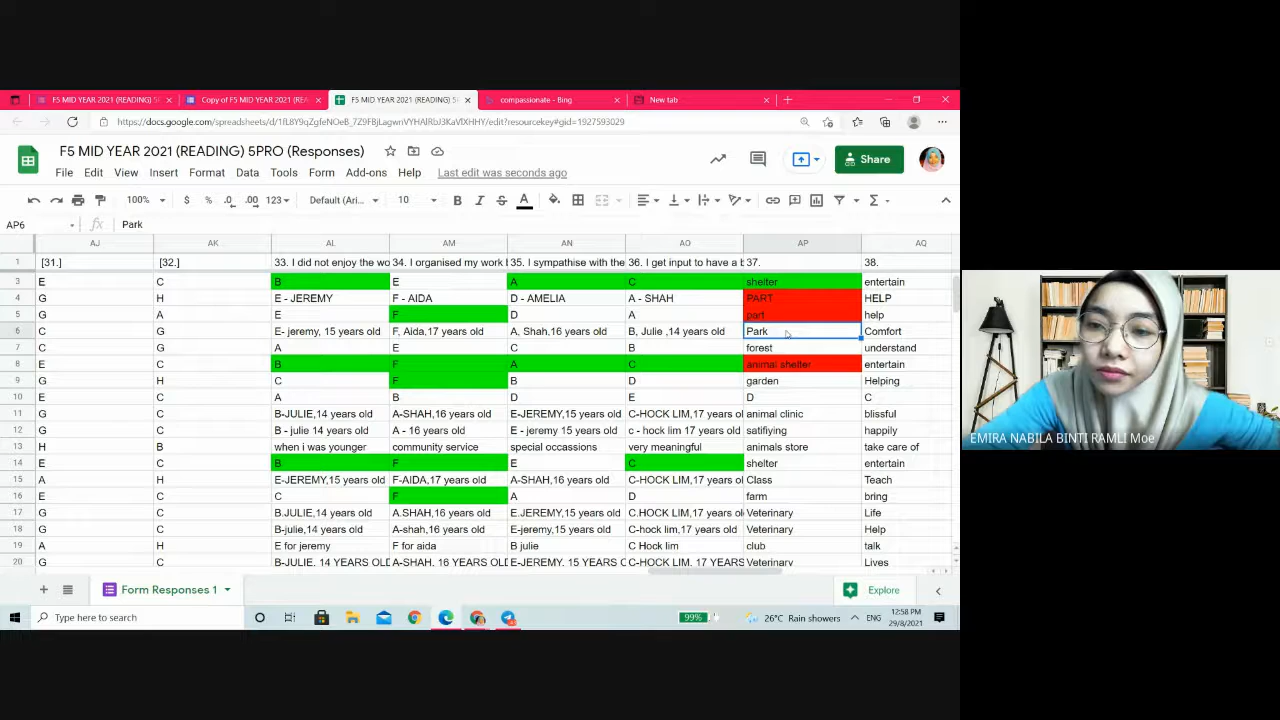 F5 MID YEAR 2021 (READING) 5P
Copy of F5 MID YEAR 2021 (REA
F5 MID YEAR 2021 (READING) 5
compassionate - Bing
New tab
F5 MID YEAR 2021 (READING) 5PRO (Responses)
File Edit View Insert Format Data Tools Form Add-ons Help Last edit was seconds ago
Share
100% $ % .0 .00 123 Default (Ari... 10 B I S A
AP6 fx Park
AJ AK AL AM AN AO AP AQ
1 [31.] [32.] 33. I did not enjoy the wo 34. I organised my work 35. I sympathise with the 36. I get input to have a b 37. 38.
3 E C B E A C shelter entertain
4 G H E - JEREMY F - AIDA D - AMELIA A - SHAH PART HELP
5 G A E F D A part help
6 C G E- jeremy, 15 years old F, Aida,17 years old A, Shah,16 years old B, Julie ,14 years old Park Comfort
7 C G A E C B forest understand
8 E C B F A C animal shelter entertain
9 G H C F B D garden Helping
10 E C A B D E D C
11 G C B-JULIE,14 years old A-SHAH,16 years old E-JEREMY,15 years old C-HOCK LIM,17 years ol animal clinic blissful
12 G C B - julie 14 years old A - 16 years old E - jeremy 15 years old c - hock lim 17 years old satifiying happily
13 H B when i was younger community service special occassions very meaningful animals store take care of
14 E C B F E C shelter entertain
15 A H E-JEREMY,15 years old F-AIDA,17 years old A-SHAH,16 years old C-HOCK LIM,17 years ol Class Teach
16 E C C F A D farm bring
17 G C B.JULIE,14 years old A.SHAH,16 years old E.JEREMY,15 years old C.HOCK LIM,17 years ol Veterinary Life
18 G C B-julie,14 years old A-shah,16 years old E-jeremy,15 years old C-hock lim,17 years old Veterinary Help
19 A H E for jeremy F for aida B julie C Hock lim club talk
20 G C B-JULIE. 14 YEARS OLD A-SHAH. 16 YEARS OL E-JEREMY. 15 YEARS O C-HOCK LIM. 17 YEARS Veterinary Lives
Form Responses 1
Explore
Type here to search
99%
26°C Rain showers
ENG
12:58 PM
29/8/2021
EMIRA NABILA BINTI RAMLI Moe